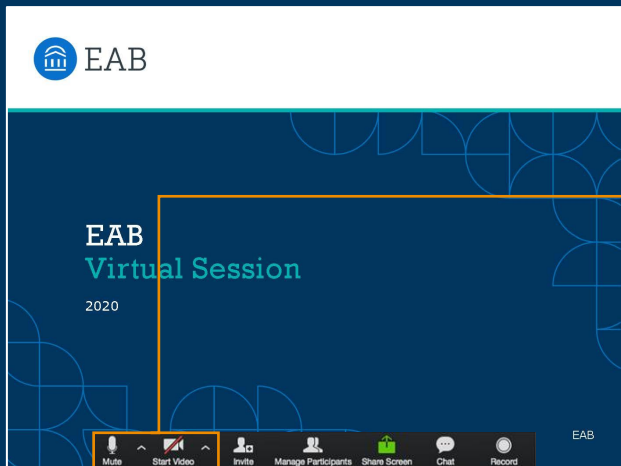 EAB
EAB
Virtual Session
2020
EAB
Mute Start Video Invite Manage Participants Share Screen Chat Record